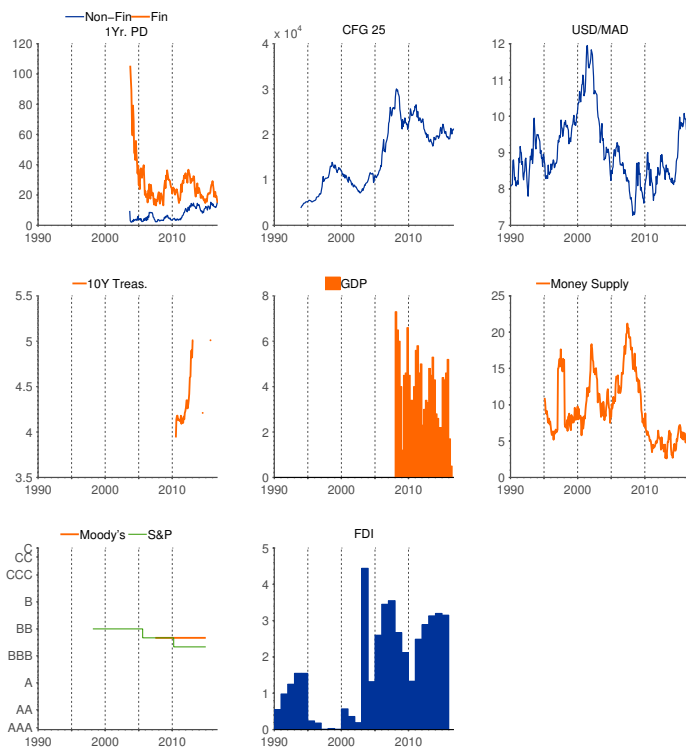 Non−Fin Fin
1Yr. PD
120
100
80
60
40
20
0
1990 2000 2010
CFG 25
4 x 10⁴
3
2
1
0
1990 2000 2010
USD/MAD
12
11
10
9
8
7
1990 2000 2010
10Y Treas.
5.5
5
4.5
4
3.5
1990 2000 2010
GDP
8
6
4
2
0
1990 2000 2010
Money Supply
25
20
15
10
5
0
1990 2000 2010
Moody's S&P
C
CC
CCC
B
BB
BBB
A
AA
AAA
1990 2000 2010
FDI
5
4
3
2
1
0
1990 2000 2010